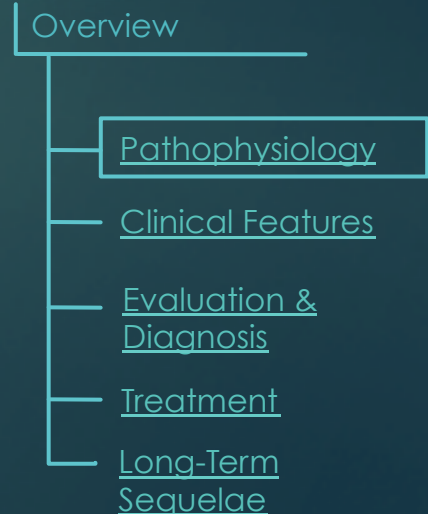 Overview
Pathophysiology
Clinical Features
Evaluation &
Diagnosis
Treatment
Long-Term
Sequelae